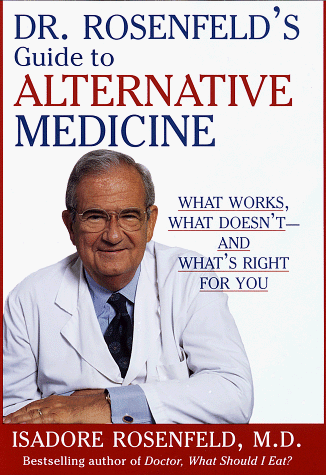 DR. ROSENFELD'S
Guide to
ALTERNATIVE
MEDICINE
WHAT WORKS,
WHAT DOESN'T—
AND
WHAT'S RIGHT
FOR YOU
ISADORE ROSENFELD, M.D.
Bestselling author of Doctor, What Should I Eat?